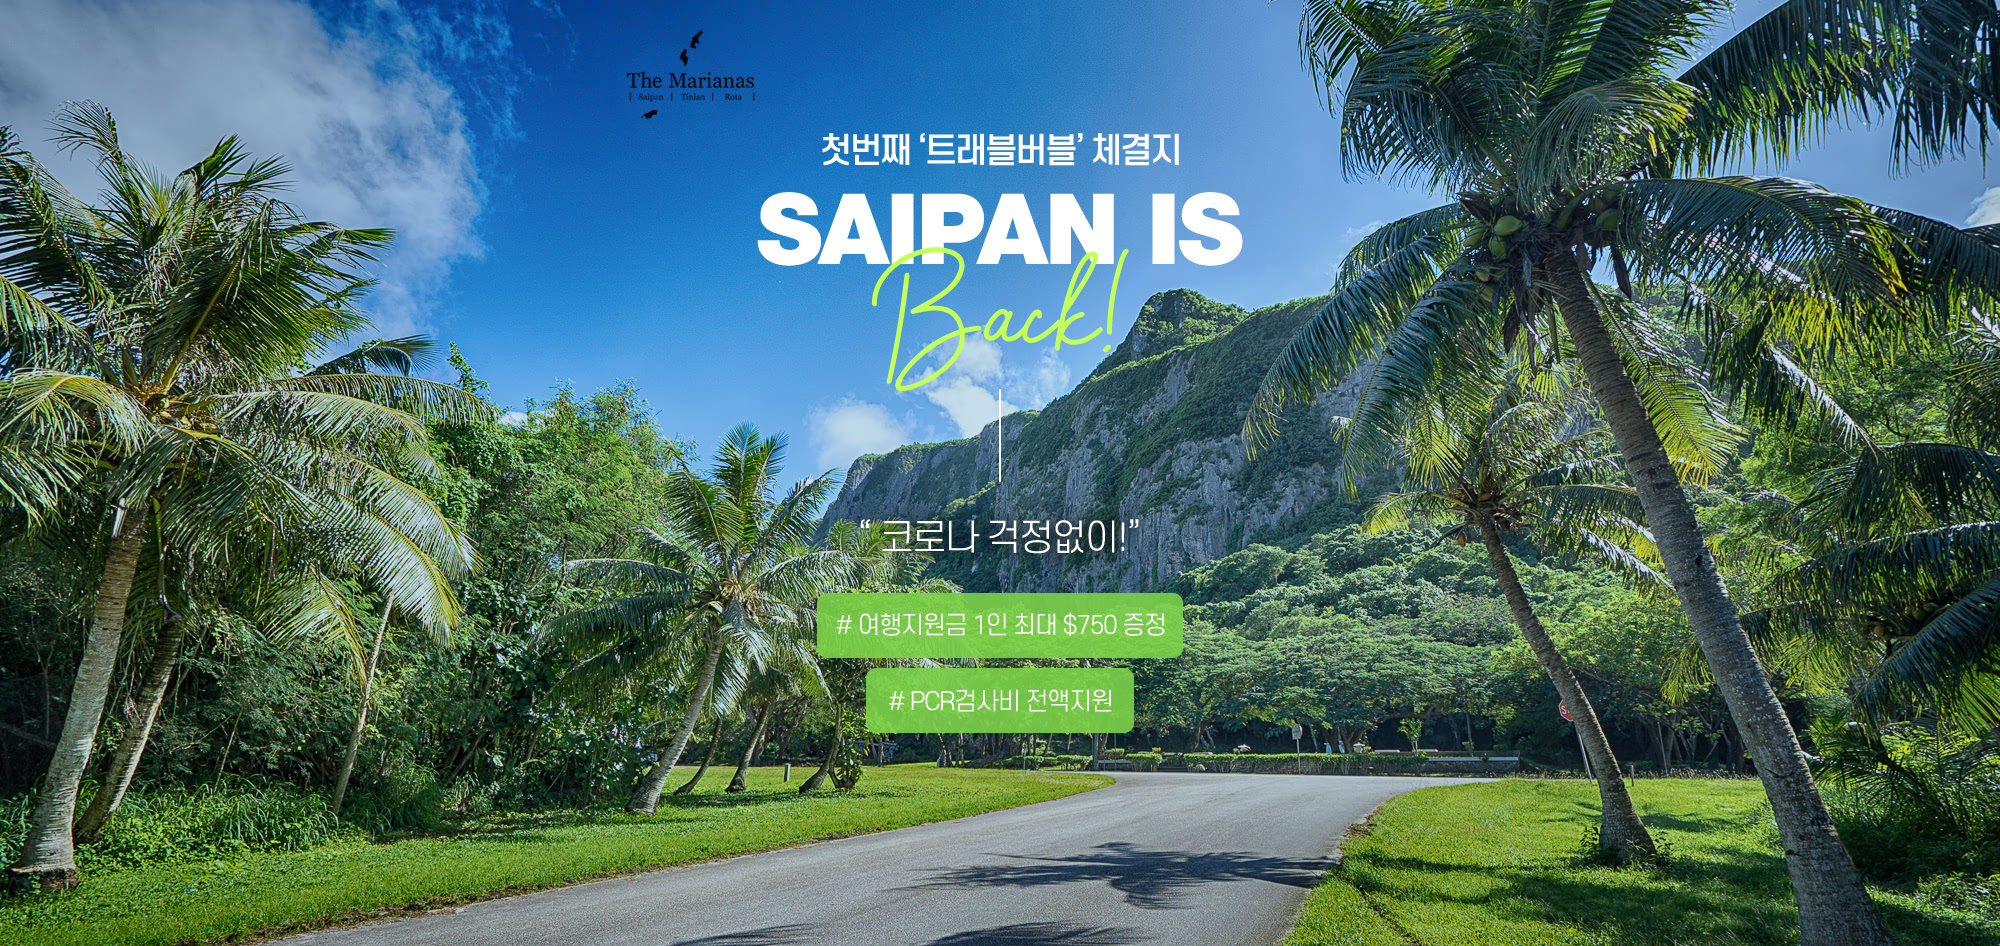 The Marianas
| Saipan | Tinian | Rota |
첫번째 ‘트래블버블’ 체결지
SAIPAN IS
Back!
“ 코로나 걱정없이!”
# 여행지원금 1인 최대 $750 증정
# PCR검사비 전액지원